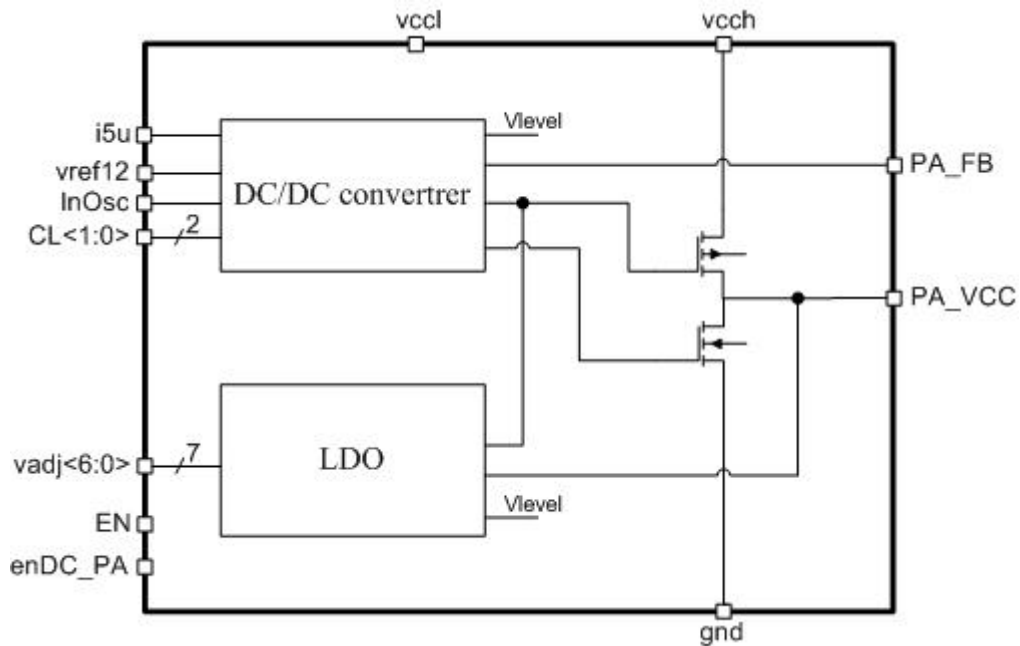 vccl
vcch
i5u
Vlevel
vref12
PA_FB
DC/DC convertrer
InOsc
CL<1:0>
2
PA_VCC
LDO
vadj<6:0>
7
Vlevel
EN
enDC_PA
gnd